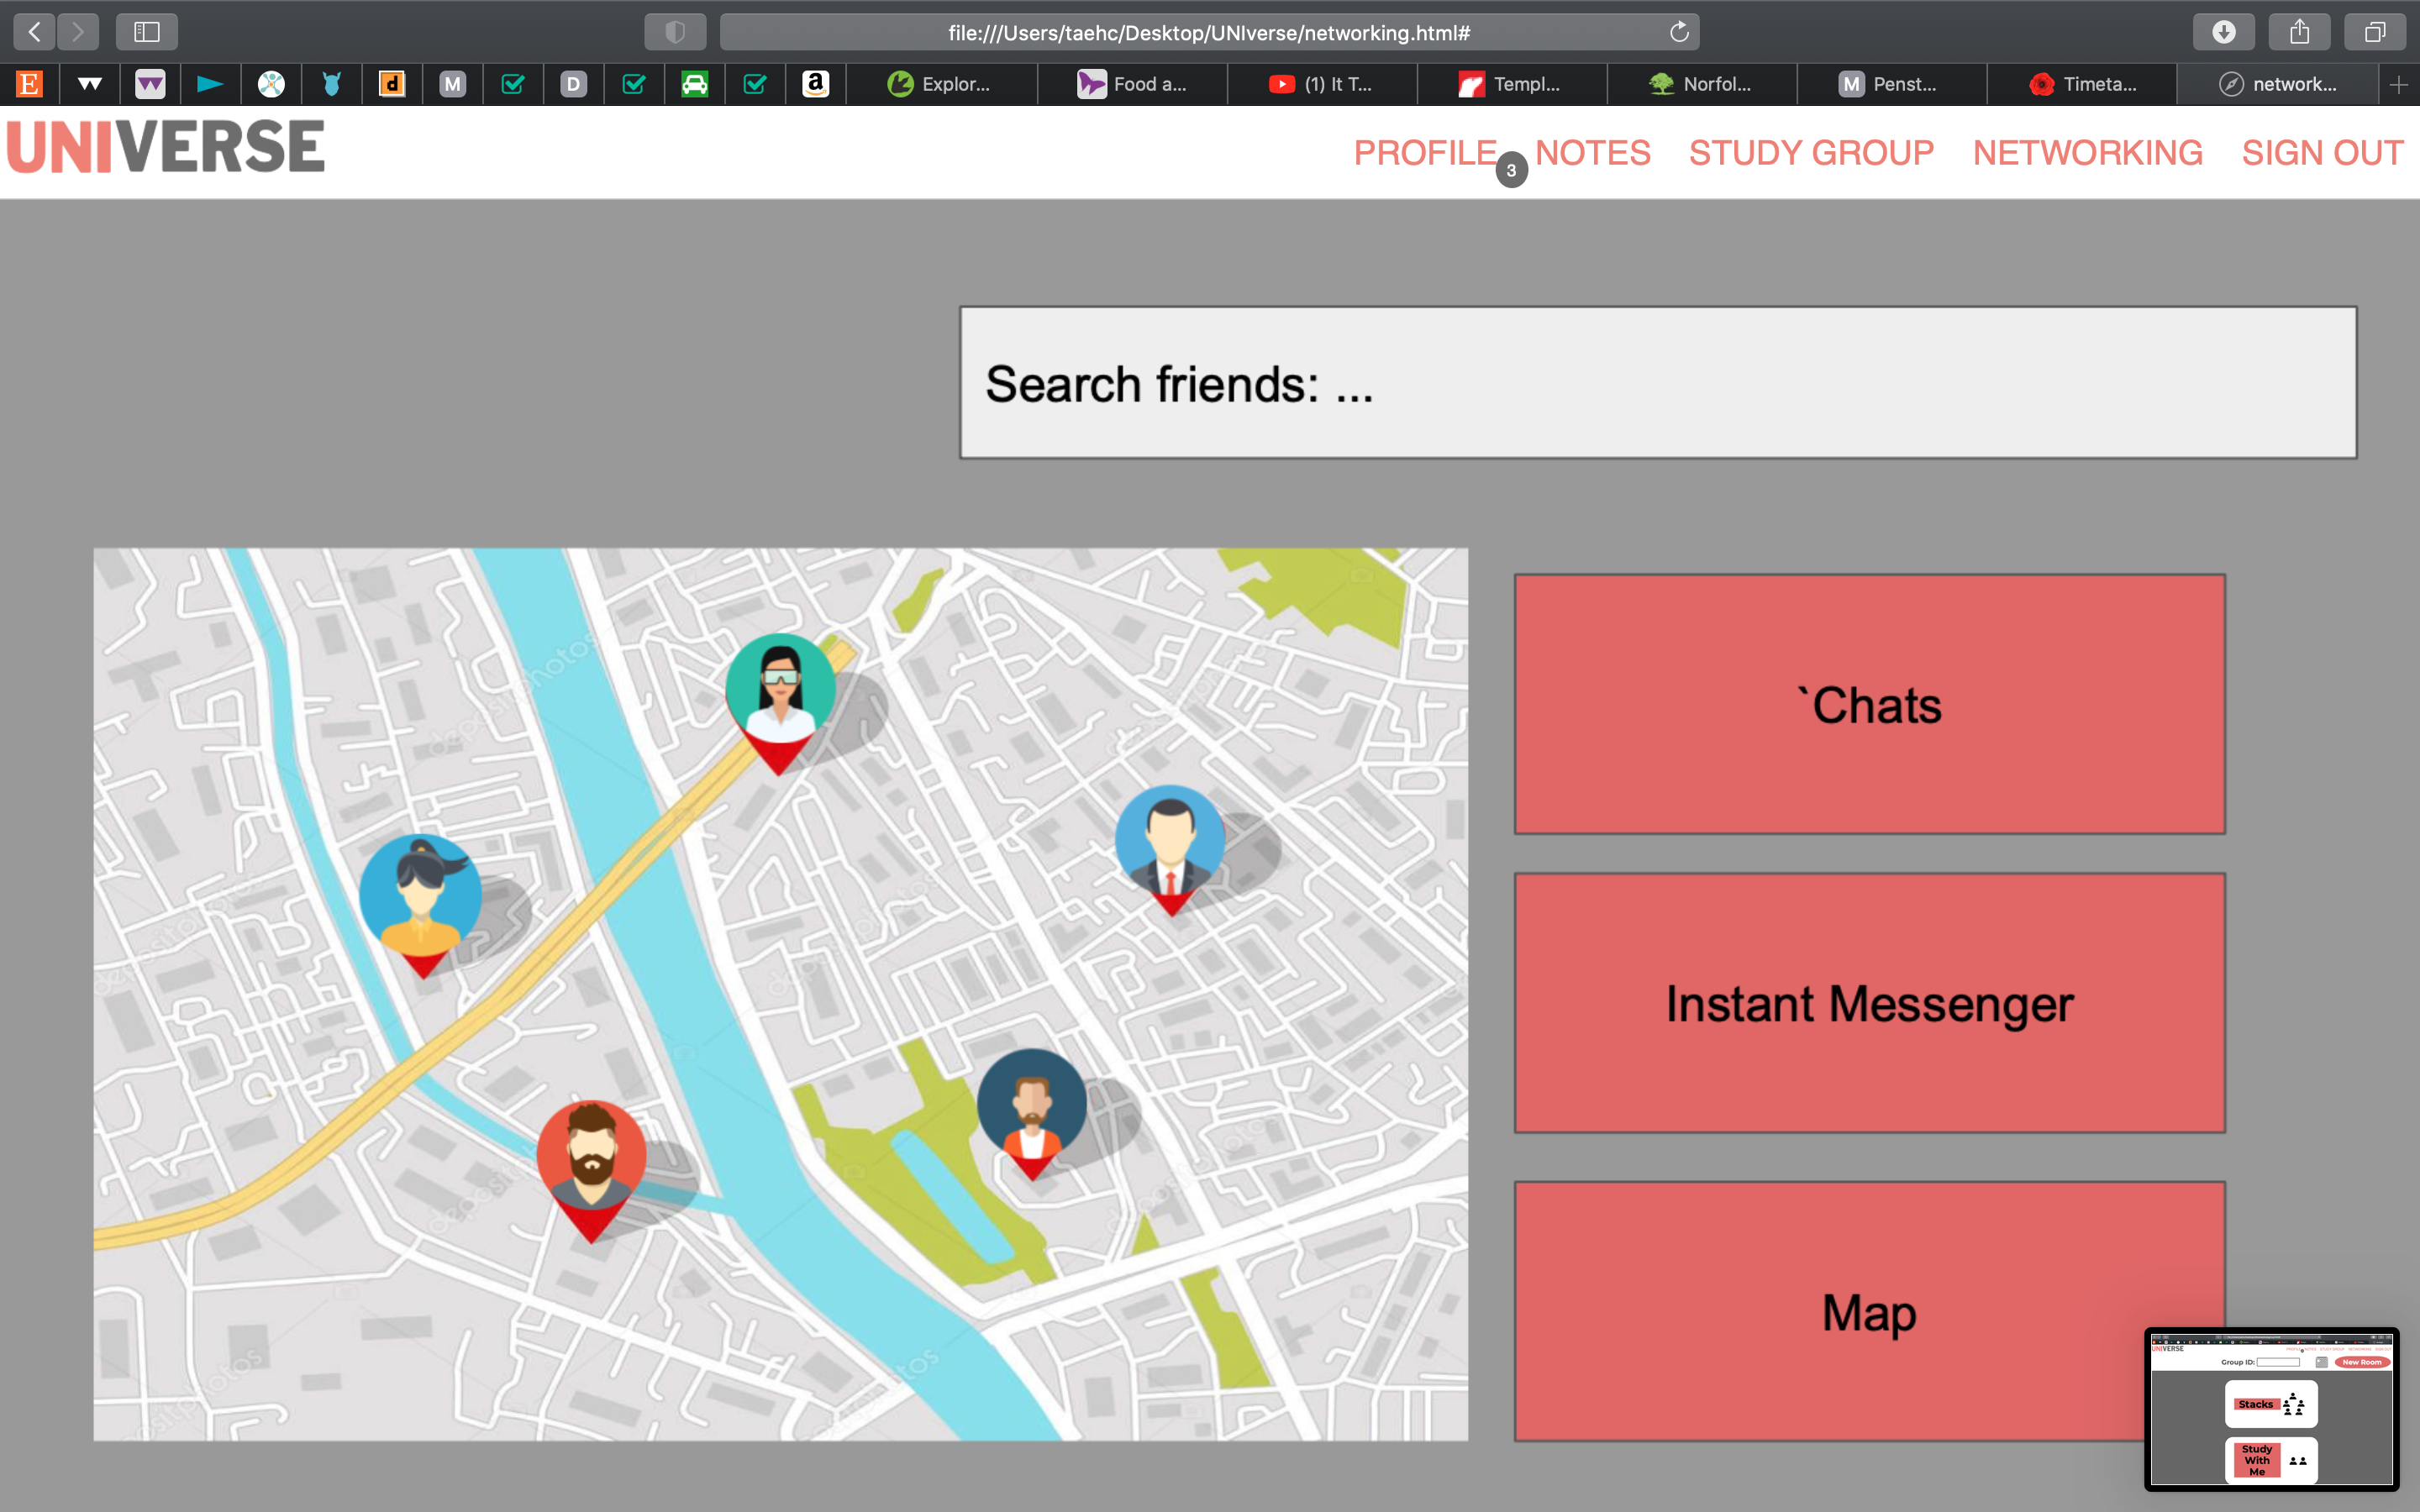 file:///Users/taehc/Desktop/UNIverse/networking.html#
E
M
D
d
a
Explor...
Food a...
(1) It T...
Templ...
Norfol...
M Penst...
Timeta...
network...
UNIVERSE
PROFILE 3 NOTES STUDY GROUP NETWORKING SIGN OUT
Search friends: ...
`Chats
Instant Messenger
Map
depositphotos
UNIVERSE
Group ID:
New Room
Stacks
Study
With
Me